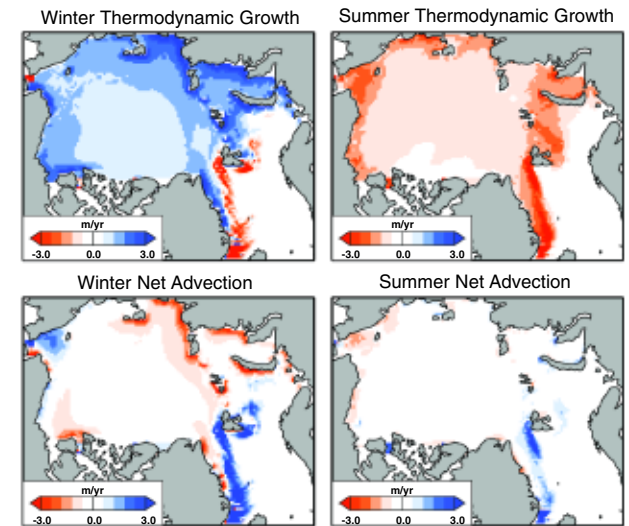 Winter Thermodynamic Growth
Summer Thermodynamic Growth
m/yr
-3.0 0.0 3.0
m/yr
-3.0 0.0 3.0
Winter Net Advection
Summer Net Advection
m/yr
-3.0 0.0 3.0
m/yr
-3.0 0.0 3.0